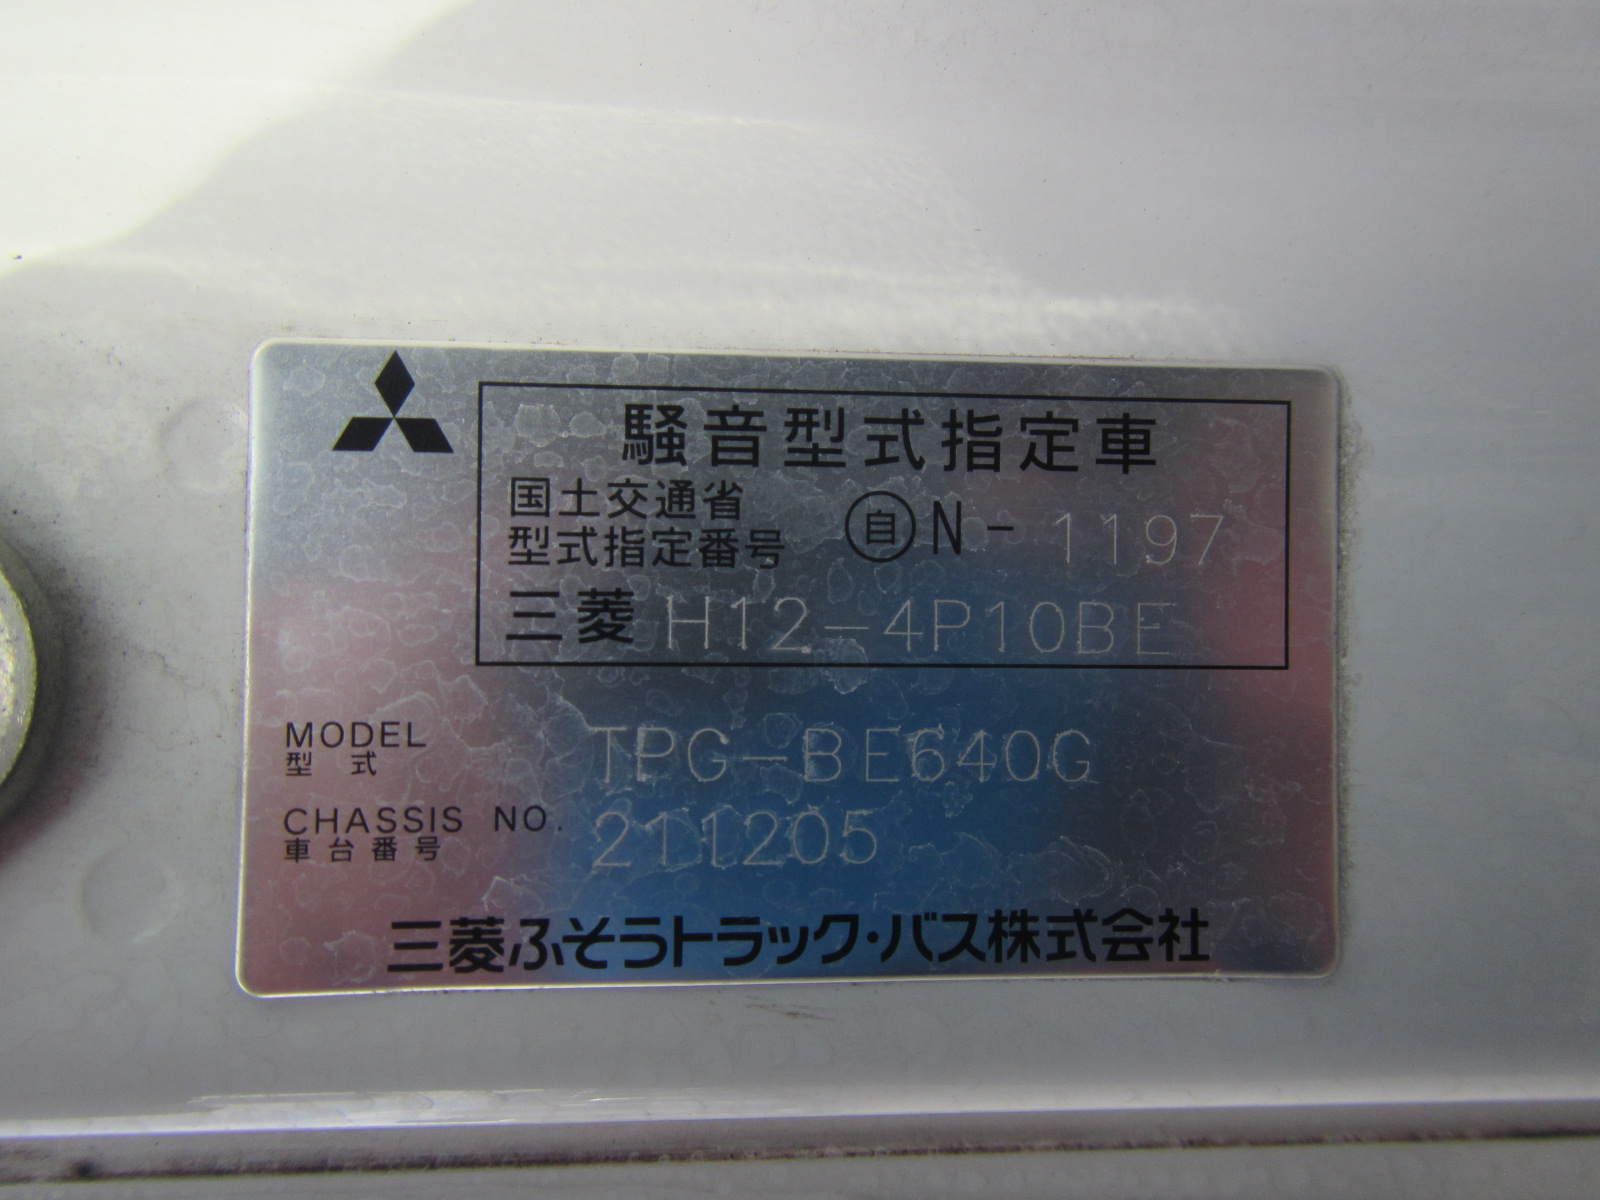 騒音型式指定車
国土交通省
型式指定番号 自 N- 1197
三菱 H12-4P10BE
MODEL
型式 TPG-BE640G
CHASSIS NO.
車台番号 211205
三菱ふそうトラック・バス株式会社